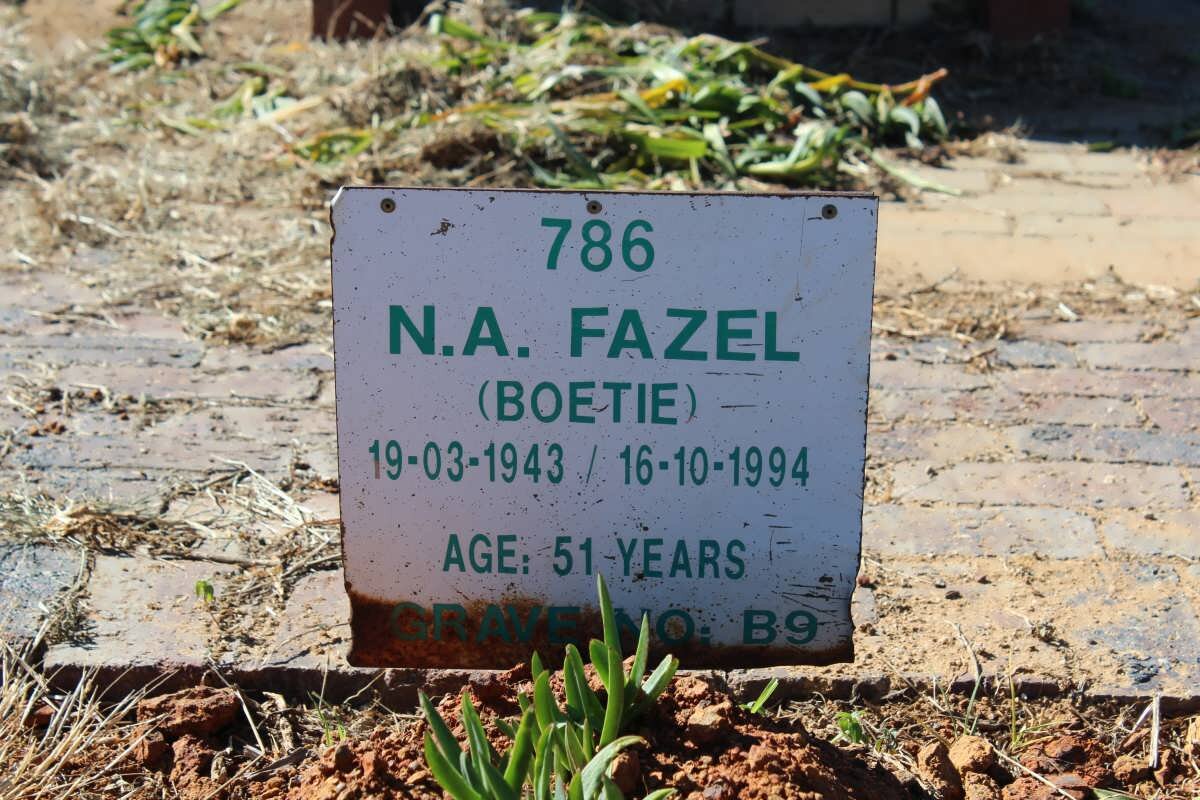 786
N.A. FAZEL
(BOETIE)
19-03-1943 / 16-10-1994
AGE: 51 YEARS
GRAVE NO: B9